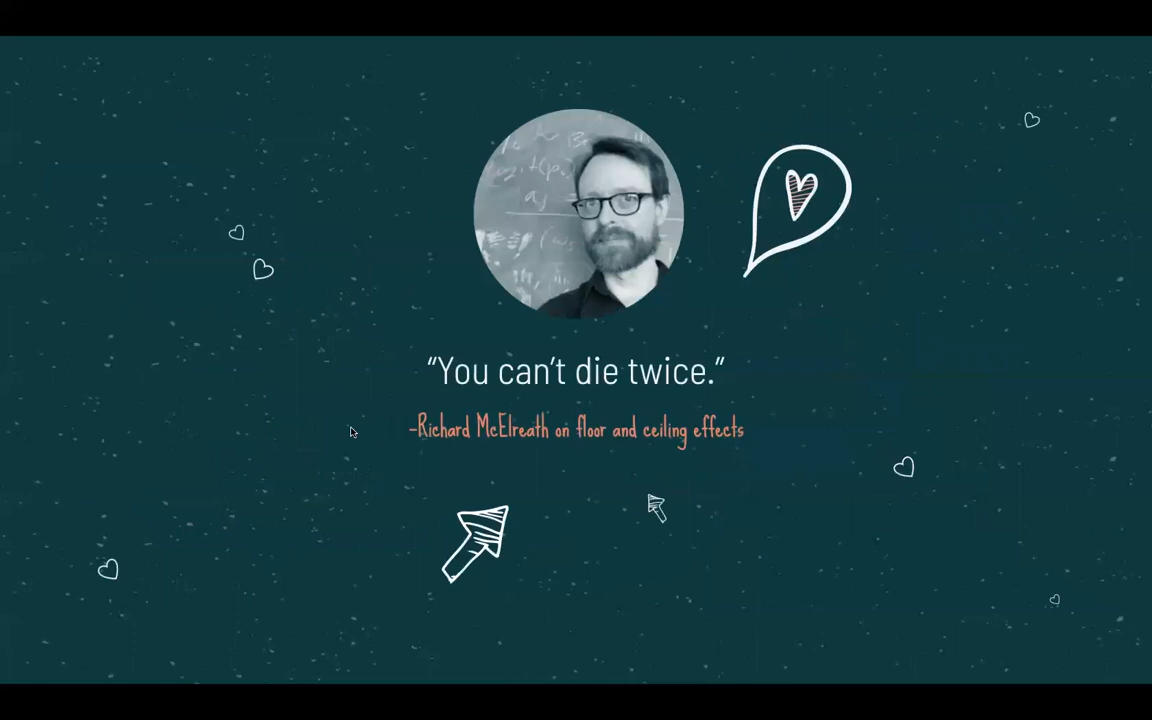 “You can’t die twice.”
–Richard McElreath on floor and ceiling effects